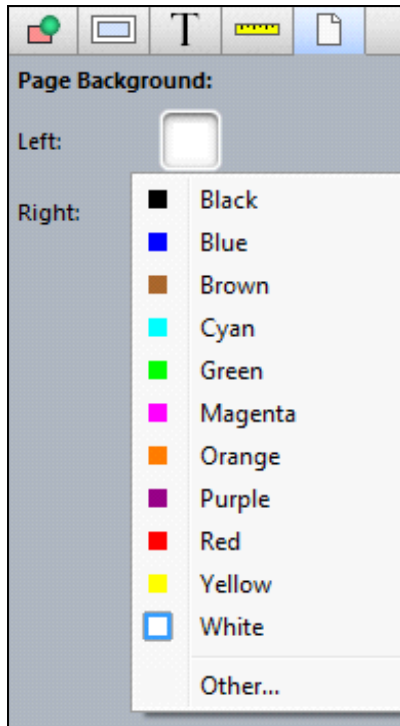 T
Page Background:
Left:
Right:
Black
Blue
Brown
Cyan
Green
Magenta
Orange
Purple
Red
Yellow
White
Other...